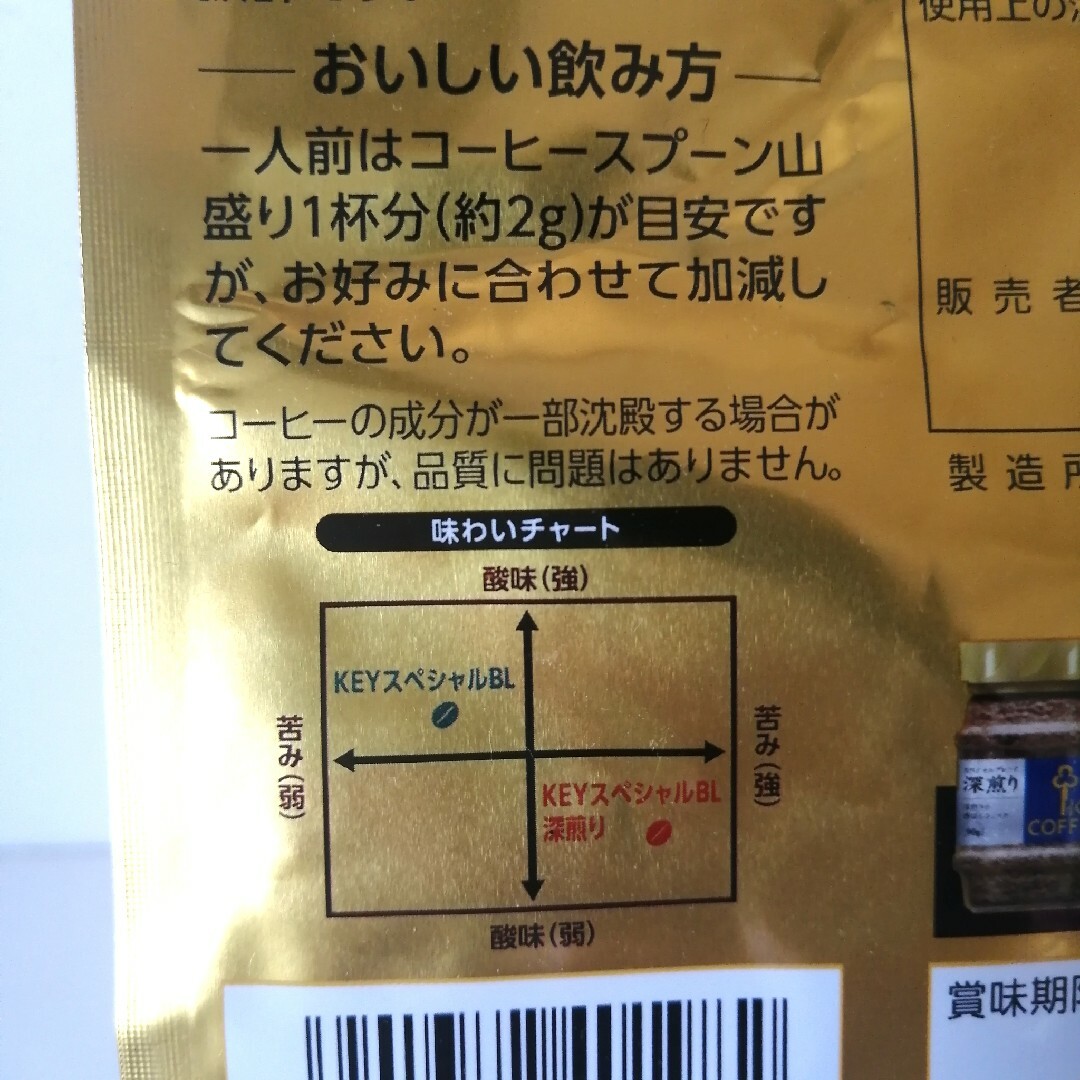 おいしい飲み方
一人前はコーヒースプーン山
盛り1杯分(約2g)が目安です
が、お好みに合わせて加減し
てください。
コーヒーの成分が一部沈殿する場合が
ありますが、品質に問題はありません。
味わいチャート
酸味(強)
KEYスペシャルBL
苦み(弱)
苦み(強)
KEYスペシャルBL
深煎り
酸味(弱)
使用上の
販売者
製造所
深煎り
COFF
賞味期限